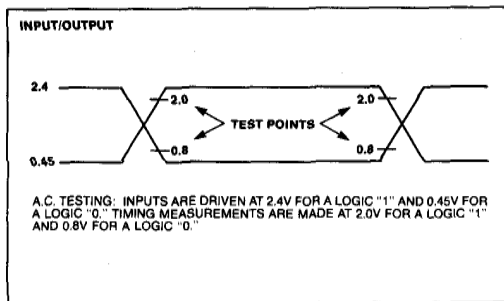 INPUT/OUTPUT
2.4
2.0
2.0
TEST POINTS
0.8
0.8
0.45
A.C. TESTING: INPUTS ARE DRIVEN AT 2.4V FOR A LOGIC "1" AND 0.45V FOR
A LOGIC "0." TIMING MEASUREMENTS ARE MADE AT 2.0V FOR A LOGIC "1"
AND 0.8V FOR A LOGIC "0."